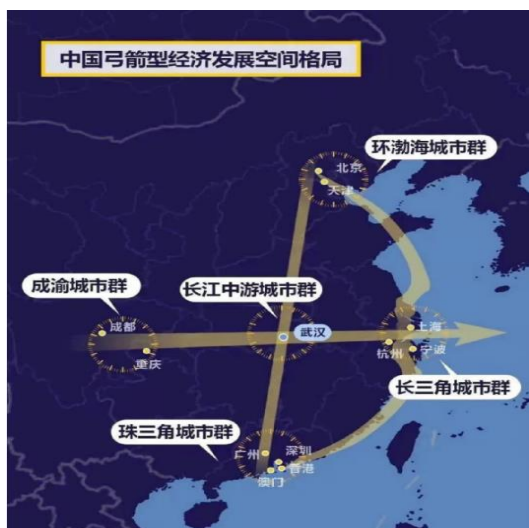 中国弓箭型经济发展空间格局
环渤海城市群
北京
天津
成渝城市群
长江中游城市群
成都
重庆
武汉
上海
杭州
宁波
长三角城市群
珠三角城市群
广州
深圳
香港
澳门